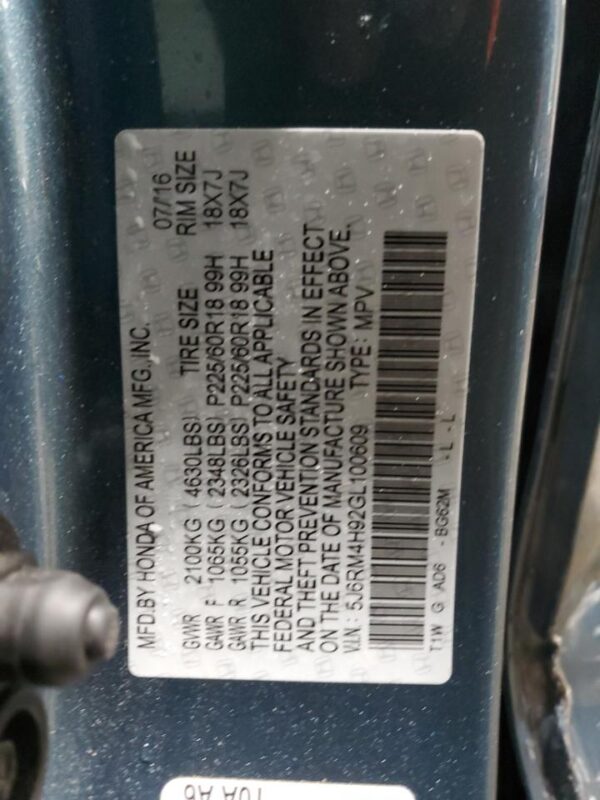 MFD.BY HONDA OF AMERICA MFG.,INC. 07/16
GVWR 2100KG (4630LBS) TIRE SIZE RIM SIZE
GAWR F 1065KG (2348LBS) P225/60R18 99H 18X7J
GAWR R 1055KG (2326LBS) P225/60R18 99H 18X7J
THIS VEHICLE CONFORMS TO ALL APPLICABLE
FEDERAL MOTOR VEHICLE SAFETY
AND THEFT PREVENTION STANDARDS IN EFFECT
ON THE DATE OF MANUFACTURE SHOWN ABOVE.
V.I.N.: 5J6RM4H92GL100609 TYPE: MPV
T1W G AD6 - BG62M - L - L